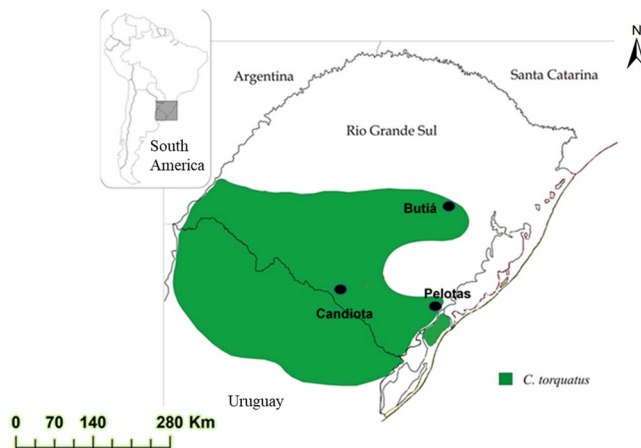 N
Argentina
Santa Catarina
Rio Grande Sul
South
America
Butiá
Pelotas
Candiota
C. torquatus
Uruguay
0 70 140 280 Km